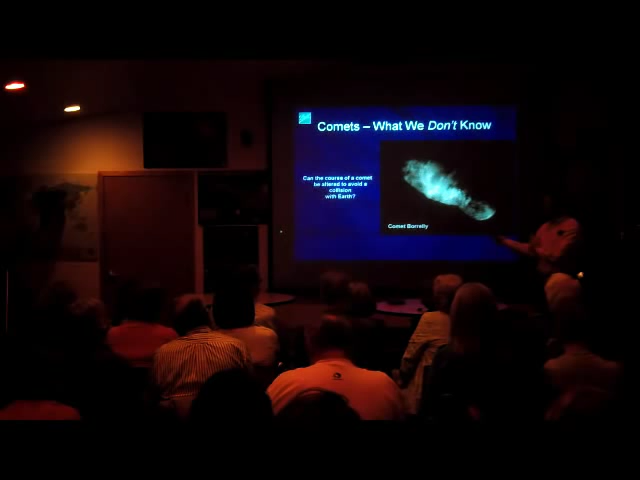 Comets – What We Don't Know
Can the course of a comet
be altered to avoid a
collision
with Earth?
Comet Borrelly